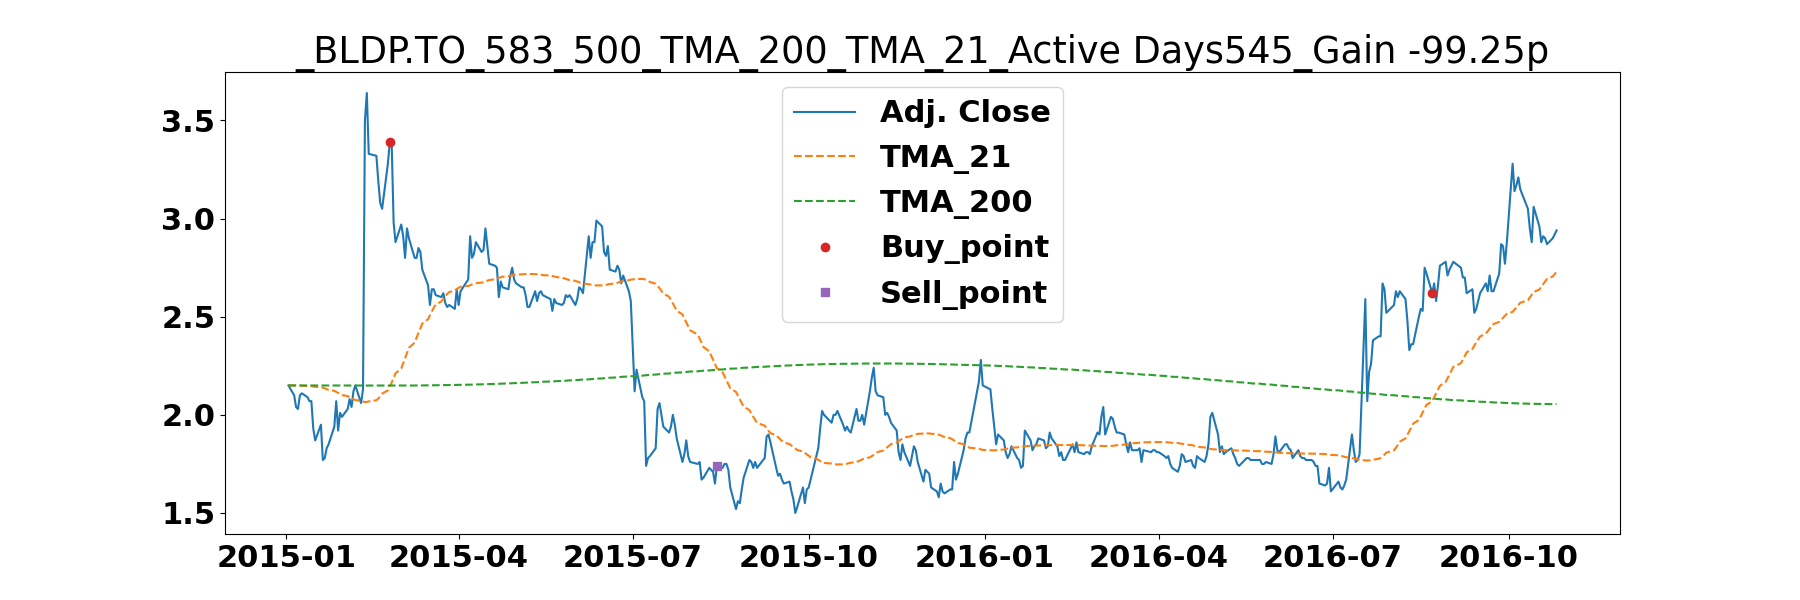 _BLDP.TO_583_500_TMA_200_TMA_21_Active Days545_Gain -99.25p
Adj. Close
TMA_21
TMA_200
Buy_point
Sell_point
3.5
3.0
2.5
2.0
1.5
2015-01 2015-04 2015-07 2015-10 2016-01 2016-04 2016-07 2016-10